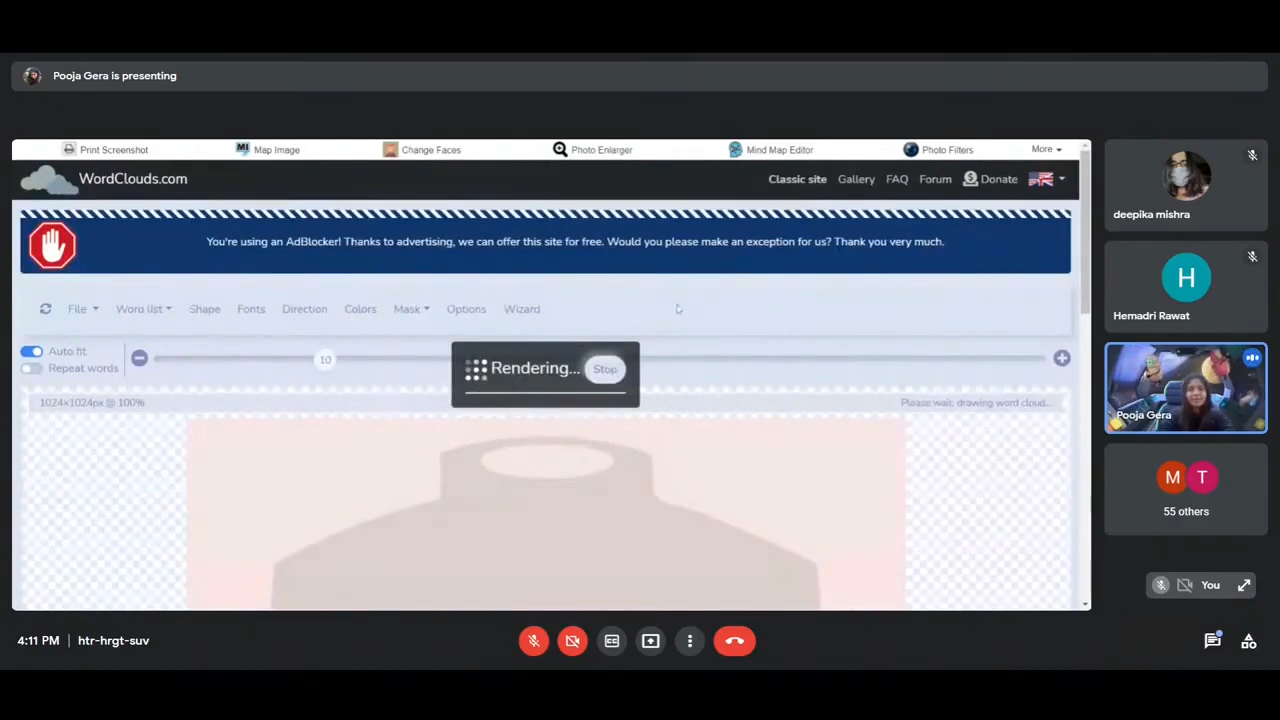 Pooja Gera is presenting
Print Screenshot MI Map Image Change Faces Photo Enlarger Mind Map Editor Photo Filters More
WordClouds.com Classic site Gallery FAQ Forum Donate
You're using an AdBlocker! Thanks to advertising, we can offer this site for free. Would you please make an exception for us? Thank you very much.
File Word list Shape Fonts Direction Colors Mask Options Wizard
Auto fit
Repeat words
10
Rendering... Stop
1024x1024px @ 100% Please wait, drawing word cloud...
deepika mishra
H
Hemadri Rawat
Pooja Gera
M T
55 others
You
4:11 PM | htr-hrgt-suv